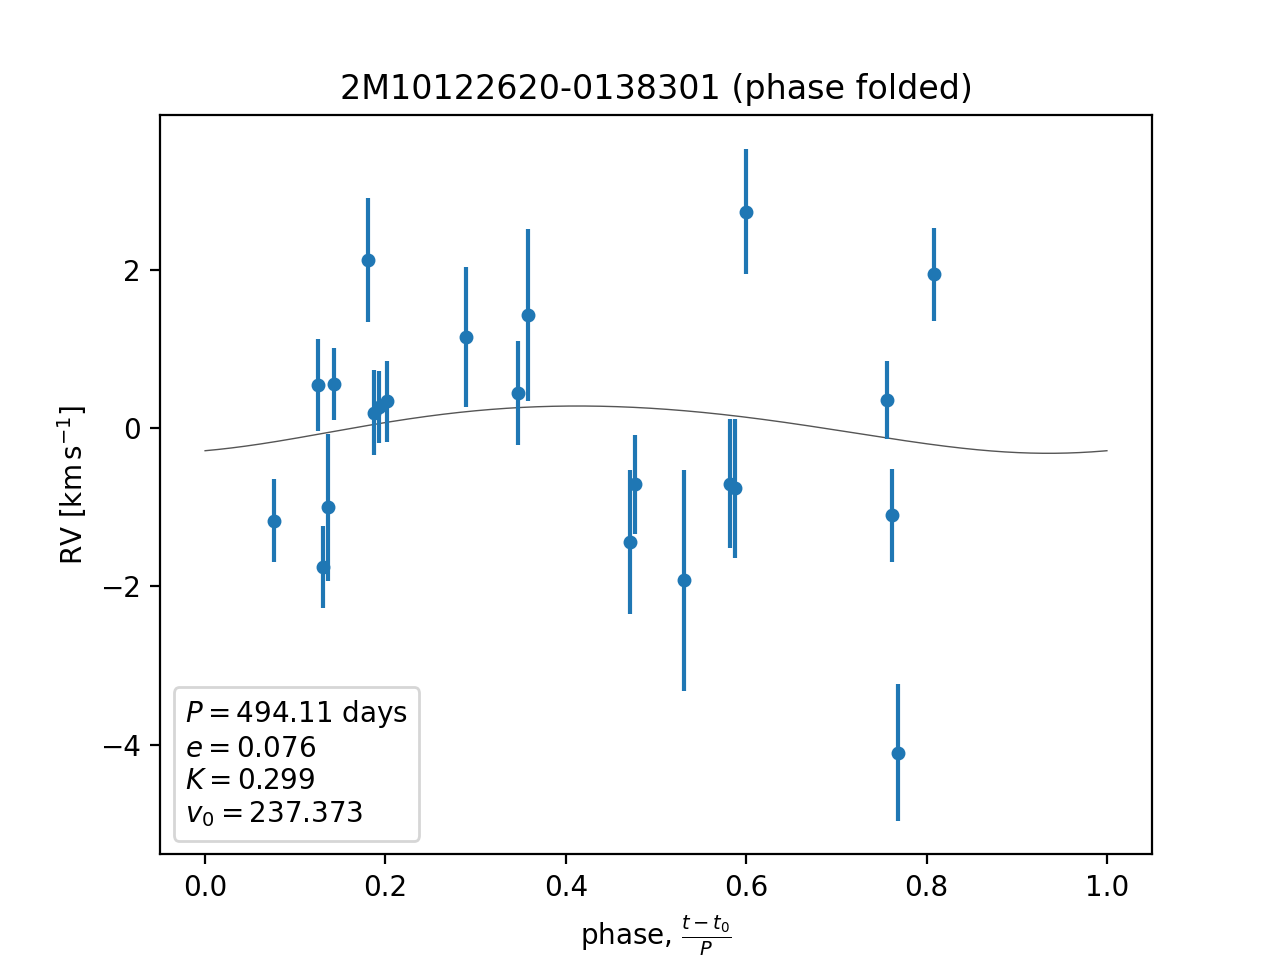 2M10122620-0138301 (phase folded)
RV [km s⁻¹]
2
0
−2
−4
P = 494.11 days
e = 0.076
K = 0.299
v₀ = 237.373
0.0 0.2 0.4 0.6 0.8 1.0
phase, (t − t₀)/P